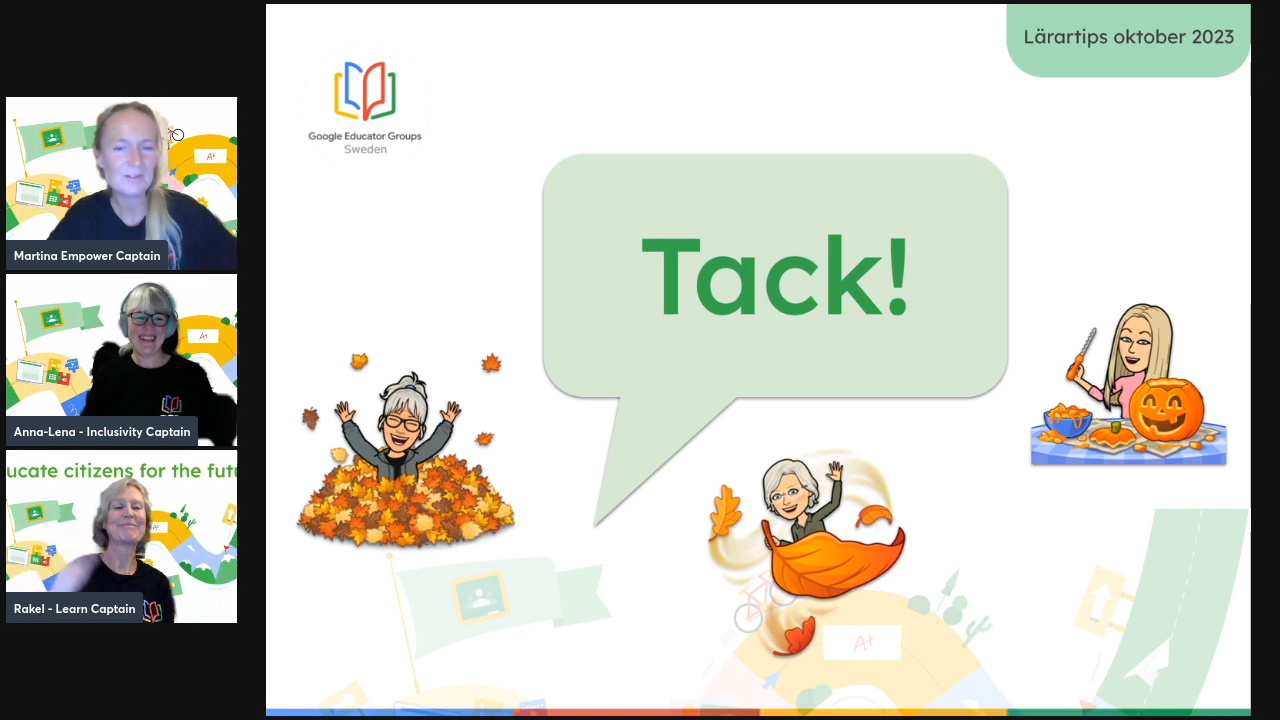 Lärartips oktober 2023
Google Educator Groups
Sweden
Tack!
A+
Martina Empower Captain
A+
Anna-Lena - Inclusivity Captain
A+
ucate citizens for the futu
Rakel - Learn Captain